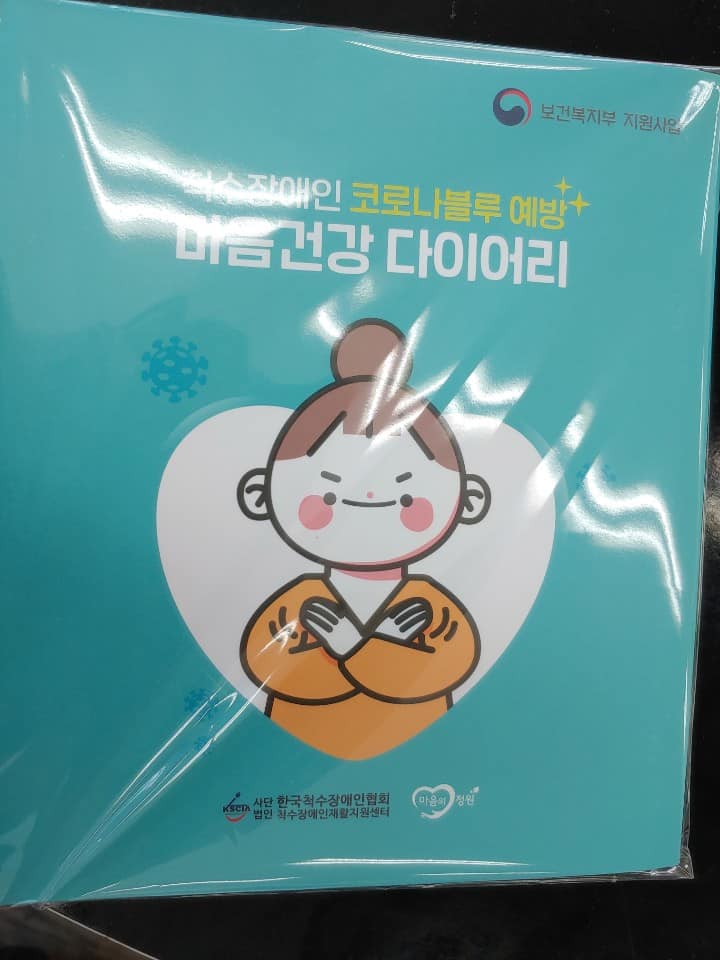 보건복지부 지원사업
척수장애인 코로나블루 예방
마음건강 다이어리
KSCIA 사단 한국척수장애인협회
법인 척수장애인재활지원센터
마음의 정원